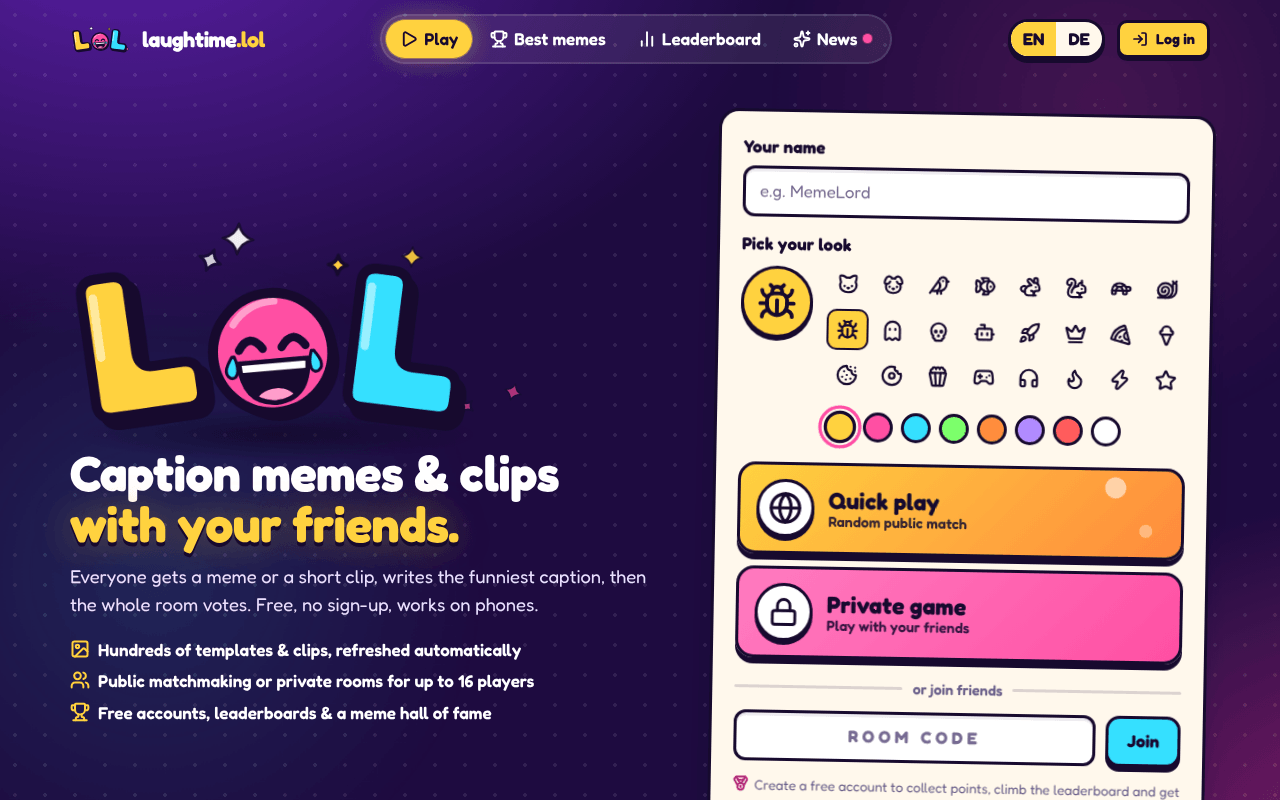 LOL laughtime.lol
Play
Best memes
Leaderboard
News
EN
DE
Log in
LOL
Caption memes & clips
with your friends.
Everyone gets a meme or a short clip, writes the funniest caption, then
the whole room votes. Free, no sign-up, works on phones.
Hundreds of templates & clips, refreshed automatically
Public matchmaking or private rooms for up to 16 players
Free accounts, leaderboards & a meme hall of fame
Your name
e.g. MemeLord
Pick your look
Quick play
Random public match
Private game
Play with your friends
or join friends
ROOM CODE
Join
Create a free account to collect points, climb the leaderboard and get